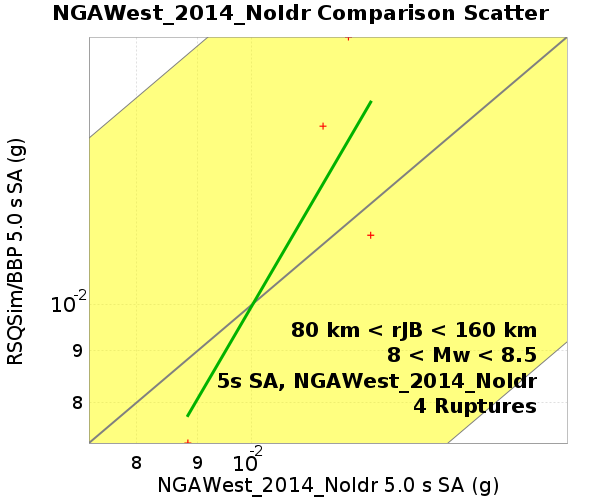 NGAWest_2014_NoIdr Comparison Scatter
RSQSim/BBP 5.0 s SA (g)
10-2
9
8
80 km < rJB < 160 km
8 < Mw < 8.5
5s SA, NGAWest_2014_NoIdr
4 Ruptures
8 9 10-2
NGAWest_2014_NoIdr 5.0 s SA (g)